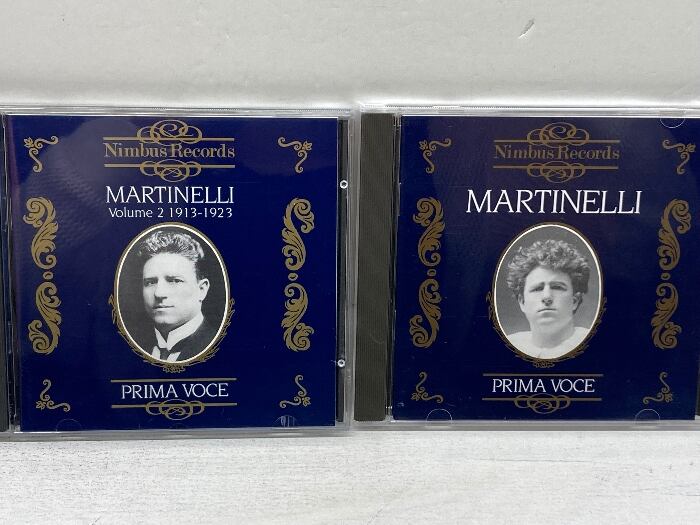 Nimbus Records
MARTINELLI
Volume 2 1913-1923
PRIMA VOCE
Nimbus Records
MARTINELLI
PRIMA VOCE